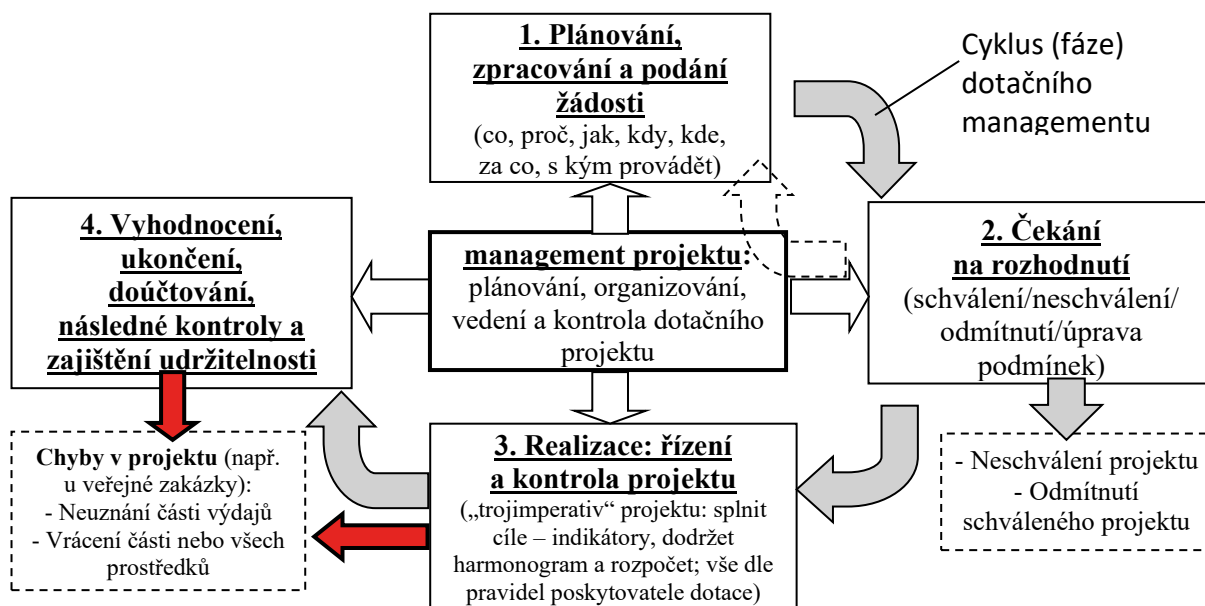 1. Plánování,
zpracování a podání
žádosti
(co, proč, jak, kdy, kde,
za co, s kým provádět)
Cyklus (fáze)
dotačního
managementu
4. Vyhodnocení,
ukončení,
doúčtování,
následné kontroly a
zajištění udržitelnosti
management projektu:
plánování, organizování,
vedení a kontrola dotačního
projektu
2. Čekání
na rozhodnutí
(schválení/neschválení/
odmítnutí/úprava
podmínek)
Chyby v projektu (např.
u veřejné zakázky):
- Neuznání části výdajů
- Vrácení části nebo všech
prostředků
3. Realizace: řízení
a kontrola projektu
(„trojimperativ“ projektu: splnit
cíle – indikátory, dodržet
harmonogram a rozpočet; vše dle
pravidel poskytovatele dotace)
- Neschválení projektu
- Odmítnutí
schváleného projektu